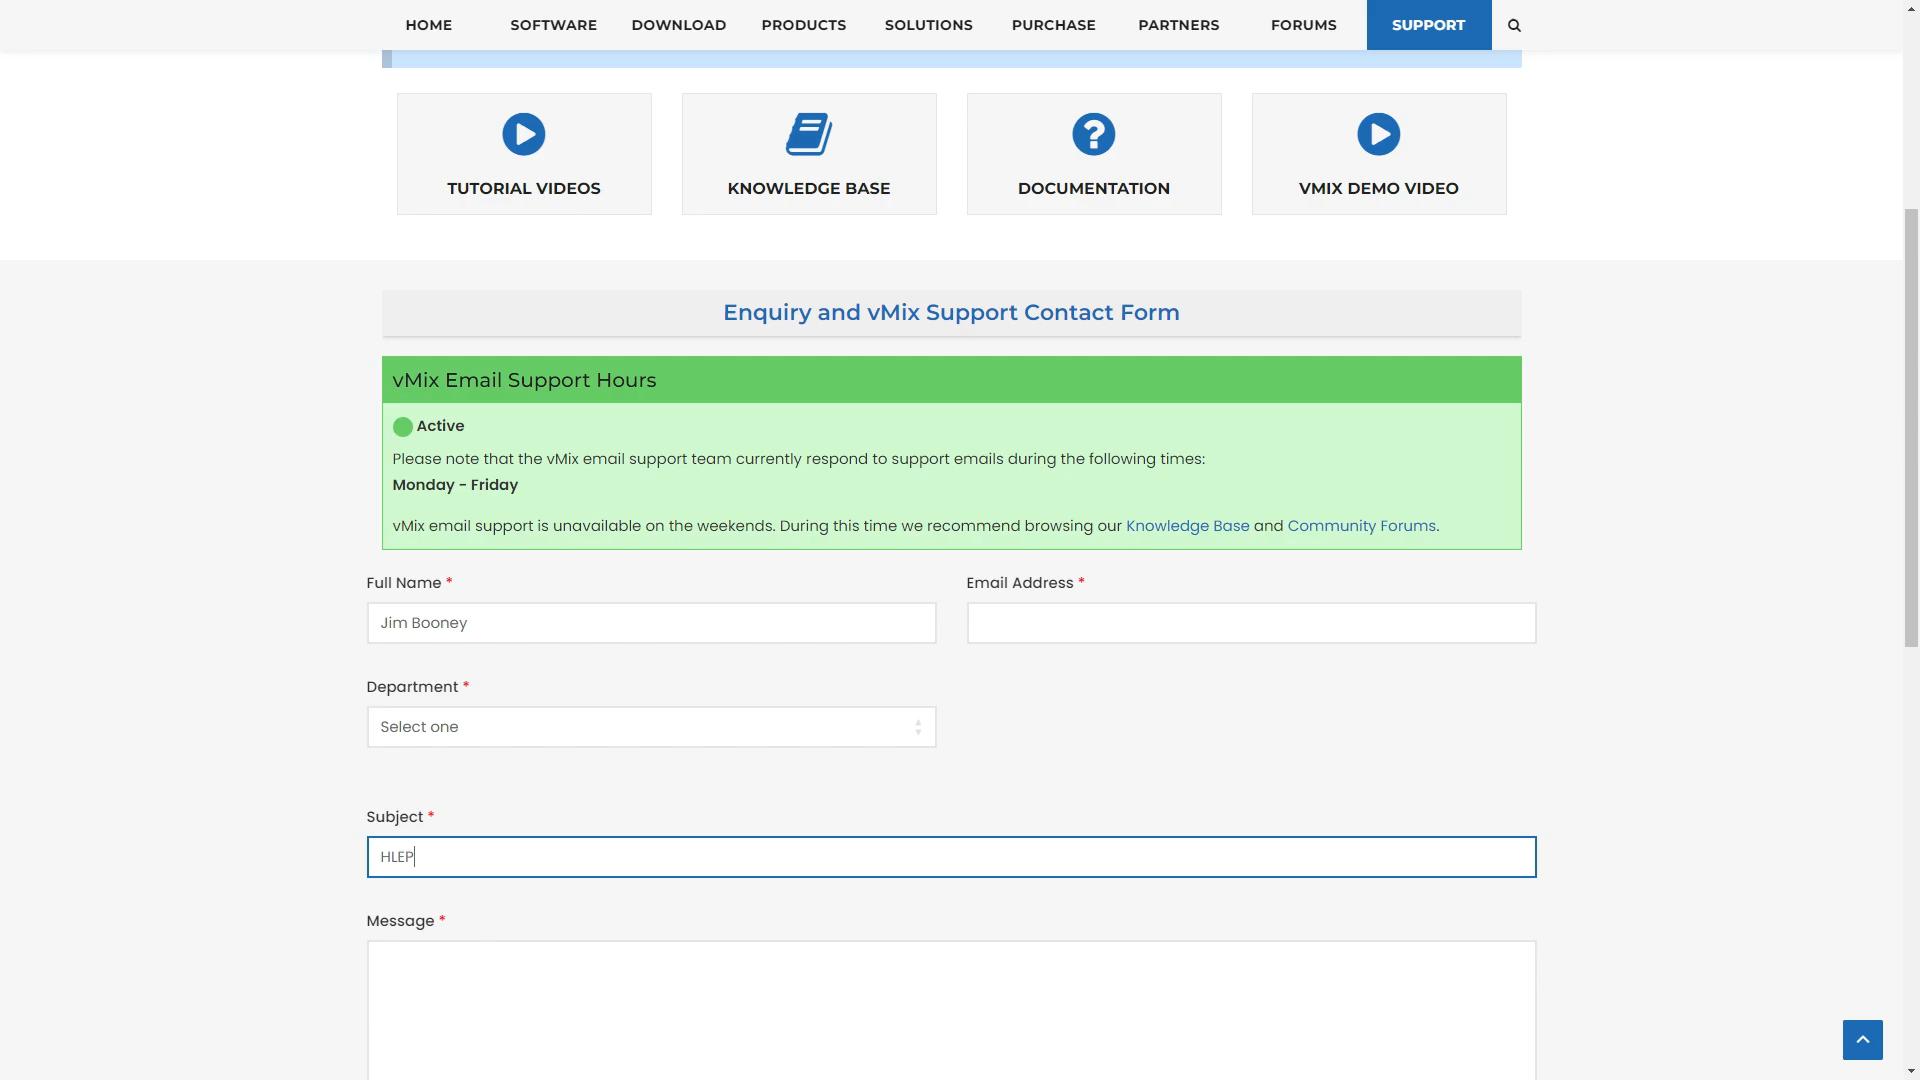 HOME SOFTWARE DOWNLOAD PRODUCTS SOLUTIONS PURCHASE PARTNERS FORUMS SUPPORT
TUTORIAL VIDEOS KNOWLEDGE BASE DOCUMENTATION VMIX DEMO VIDEO
Enquiry and vMix Support Contact Form
vMix Email Support Hours
Active
Please note that the vMix email support team currently respond to support emails during the following times:
Monday - Friday
vMix email support is unavailable on the weekends. During this time we recommend browsing our Knowledge Base and Community Forums.
Full Name * Email Address *
Jim Booney
Department *
Select one
Subject *
HLEP
Message *